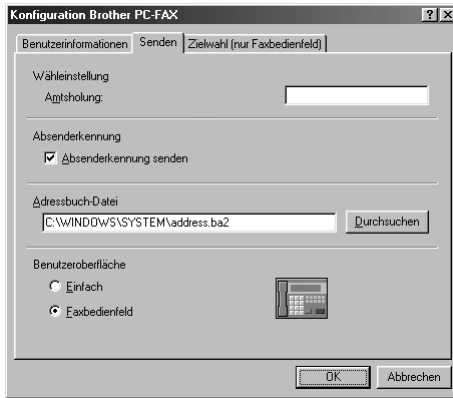 Konfiguration Brother PC-FAX
Benutzerinformationen Senden Zielwahl (nur Faxbedienfeld)
Wähleinstellung
Amtsholung:
Absenderkennung
Absenderkennung senden
Adressbuch-Datei
C:\WINDOWS\SYSTEM\address.ba2 Durchsuchen
Benutzeroberfläche
Einfach
Faxbedienfeld
OK Abbrechen